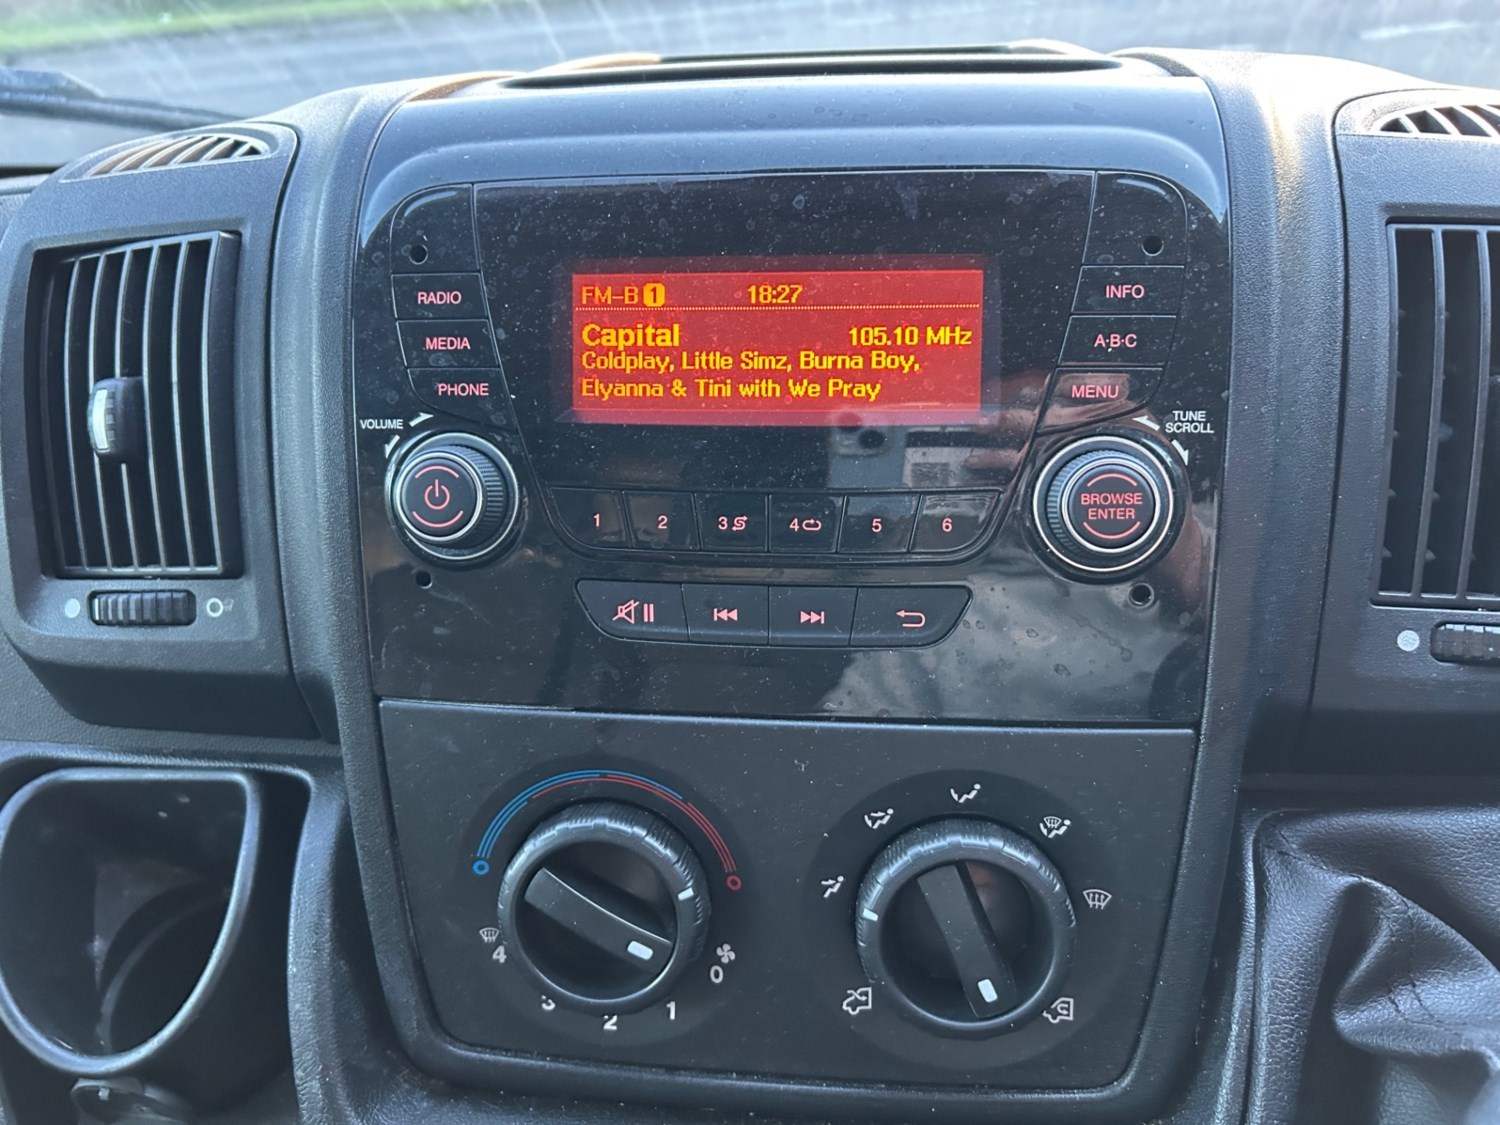 RADIO
MEDIA
PHONE
VOLUME
FM-B 1 18:27
Capital 105.10 MHz
Coldplay, Little Simz, Burna Boy,
Elyanna & Tini with We Pray
INFO
A·B·C
MENU
TUNE
SCROLL
BROWSE
ENTER
1 2 3 4 5 6
4 3 2 1 0